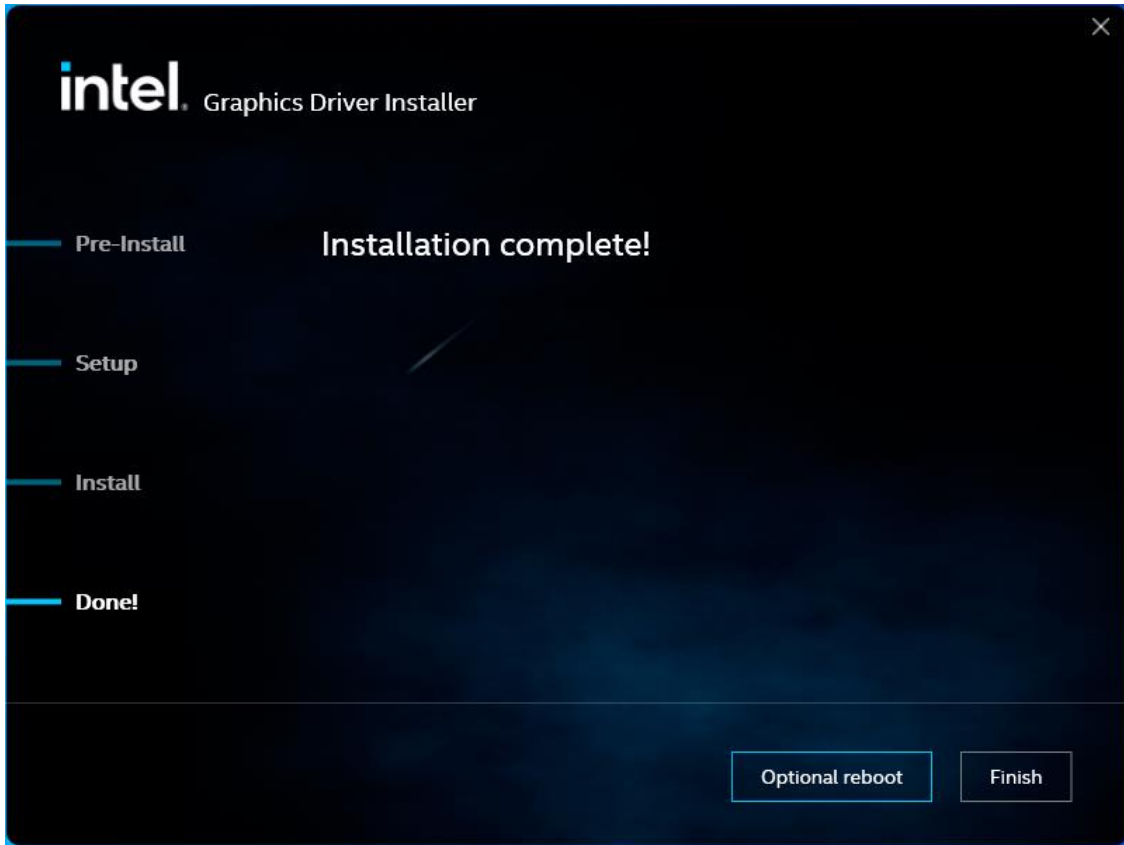 intel. Graphics Driver Installer
Pre-Install
Installation complete!
Setup
Install
Done!
Optional reboot
Finish